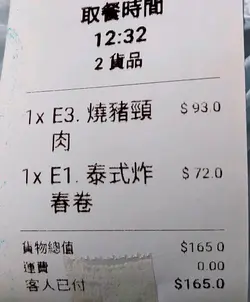 取餐時間
12:32
2 貨品
1x E3. 燒豬頸 $93.0
肉
1x E1. 泰式炸 $72.0
春卷
貨物總值 $165.0
運費 0.00
客人已付 $165.0